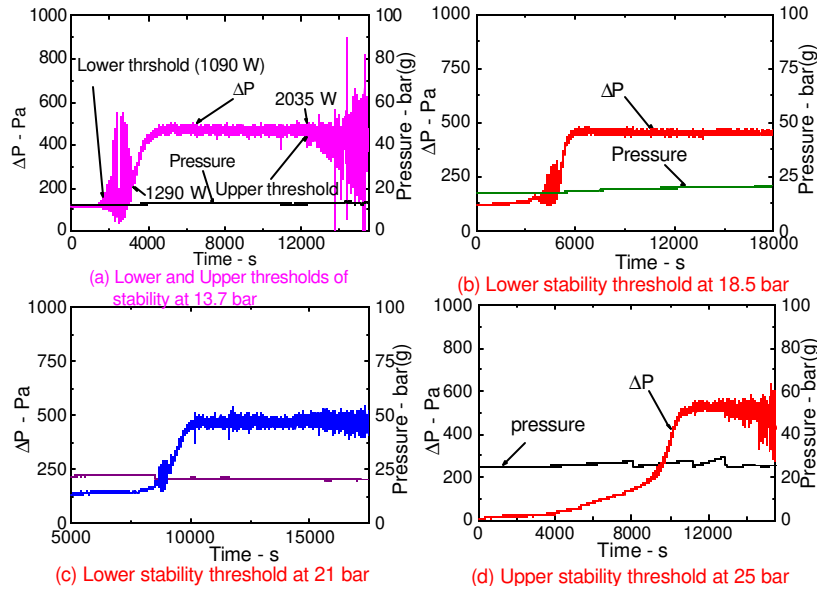 1000
800
600
400
200
0
ΔP - Pa
100
80
60
40
20
0
Pressure - bar(g)
Lower thrshold (1090 W)
ΔP
2035 W
Pressure
1290 W
Upper threshold
0 4000 8000 12000
Time - s
(a) Lower and Upper thresholds of
stability at 13.7 bar
1000
750
500
250
0
ΔP - Pa
100
75
50
25
0
Pressure - bar(g)
ΔP
Pressure
0 6000 12000 18000
Time - s
(b) Lower stability threshold at 18.5 bar
1000
750
500
250
0
ΔP - Pa
100
75
50
25
0
Pressure - bar(g)
5000 10000 15000
Time - s
(c) Lower stability threshold at 21 bar
1000
800
600
400
200
0
ΔP - Pa
100
80
60
40
20
0
Pressure - bar(g)
ΔP
pressure
0 4000 8000 12000
Time - s
(d) Upper stability threshold at 25 bar